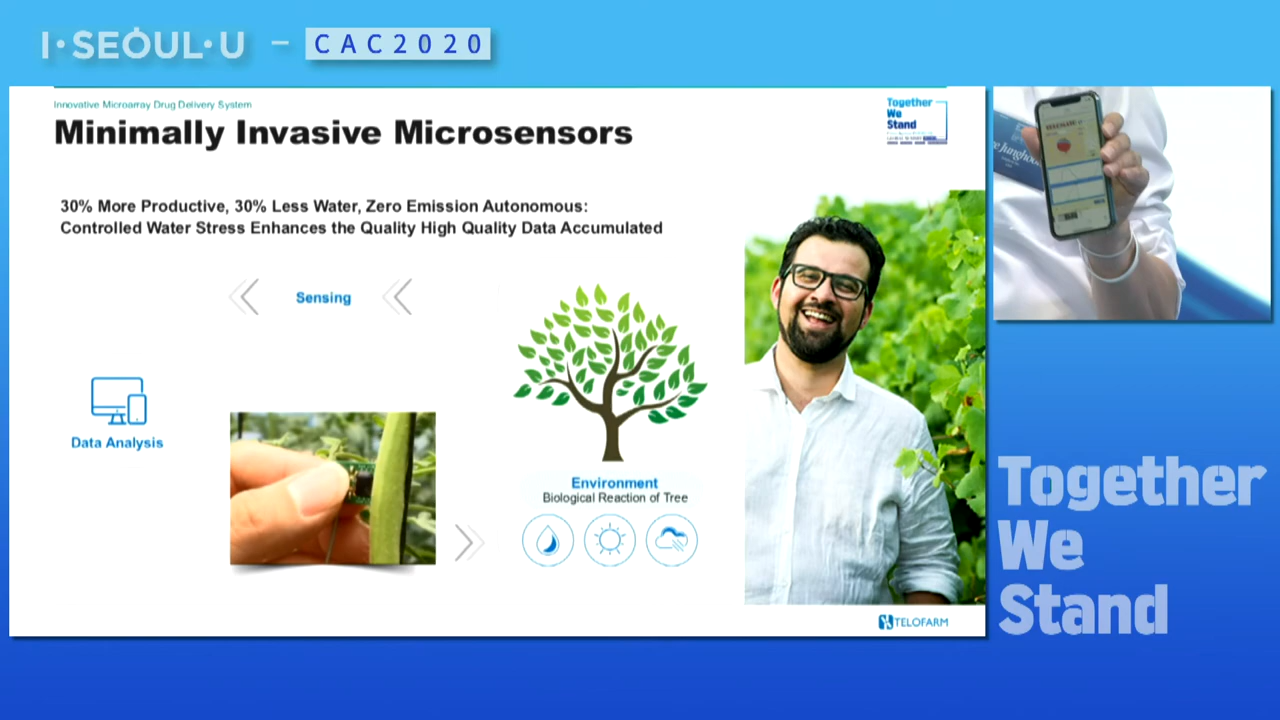 I·SEOUL·U – CAC2020
Innovative Microarray Drug Delivery System
Minimally Invasive Microsensors
Together
We
Stand
30% More Productive, 30% Less Water, Zero Emission Autonomous:
Controlled Water Stress Enhances the Quality High Quality Data Accumulated
Sensing
Data Analysis
Environment
Biological Reaction of Tree
TELOFARM
Together
We
Stand